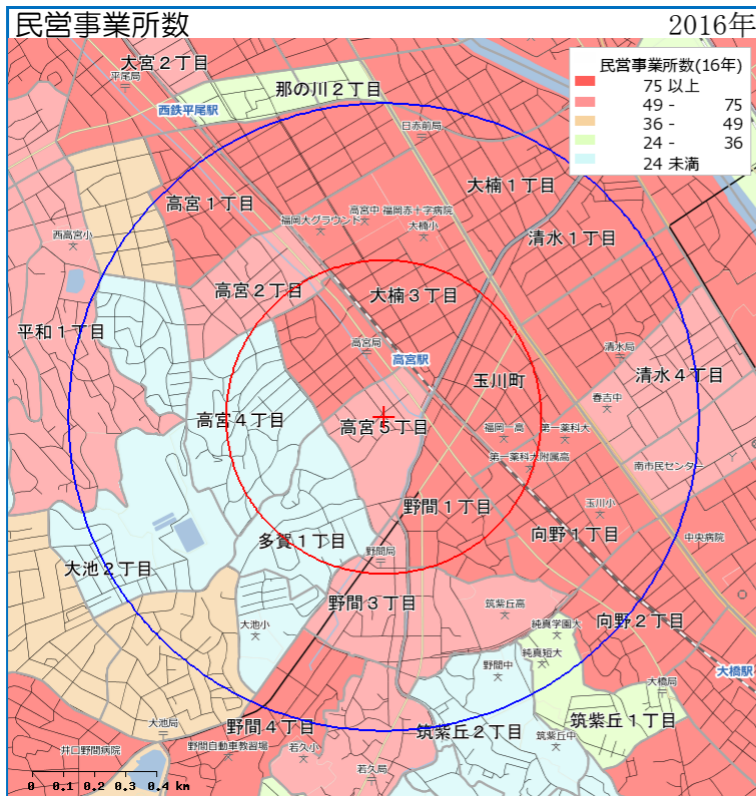 民営事業所数
2016年
民営事業所数(16年)
75 以上
49 - 75
36 - 49
24 - 36
24 未満
大宮2丁目
平尾局
那の川2丁目
西鉄平尾駅
日赤前局
大楠1丁目
高宮1丁目
高宮中
福岡赤十字病院
福岡大グラウンド
大楠小
清水1丁目
西高宮小
高宮2丁目
大楠3丁目
平和1丁目
高宮局
高宮駅
清水局
清水4丁目
玉川町
春吉中
高宮4丁目
高宮5丁目
福岡一高
第一薬科大
第一薬科大附属高
南市民センター
野間1丁目
玉川小
向野1丁目
多賀1丁目
中央病院
野間局
大池2丁目
野間3丁目
筑紫丘高
大池小
純真学園大
向野2丁目
純真短大
野間中
大橋駅
大橋局
大池局
野間4丁目
筑紫丘2丁目
筑紫丘1丁目
井口野間病院
野間自動車教習場
若久小
筑紫丘中
若久局
0 0.1 0.2 0.3 0.4 km